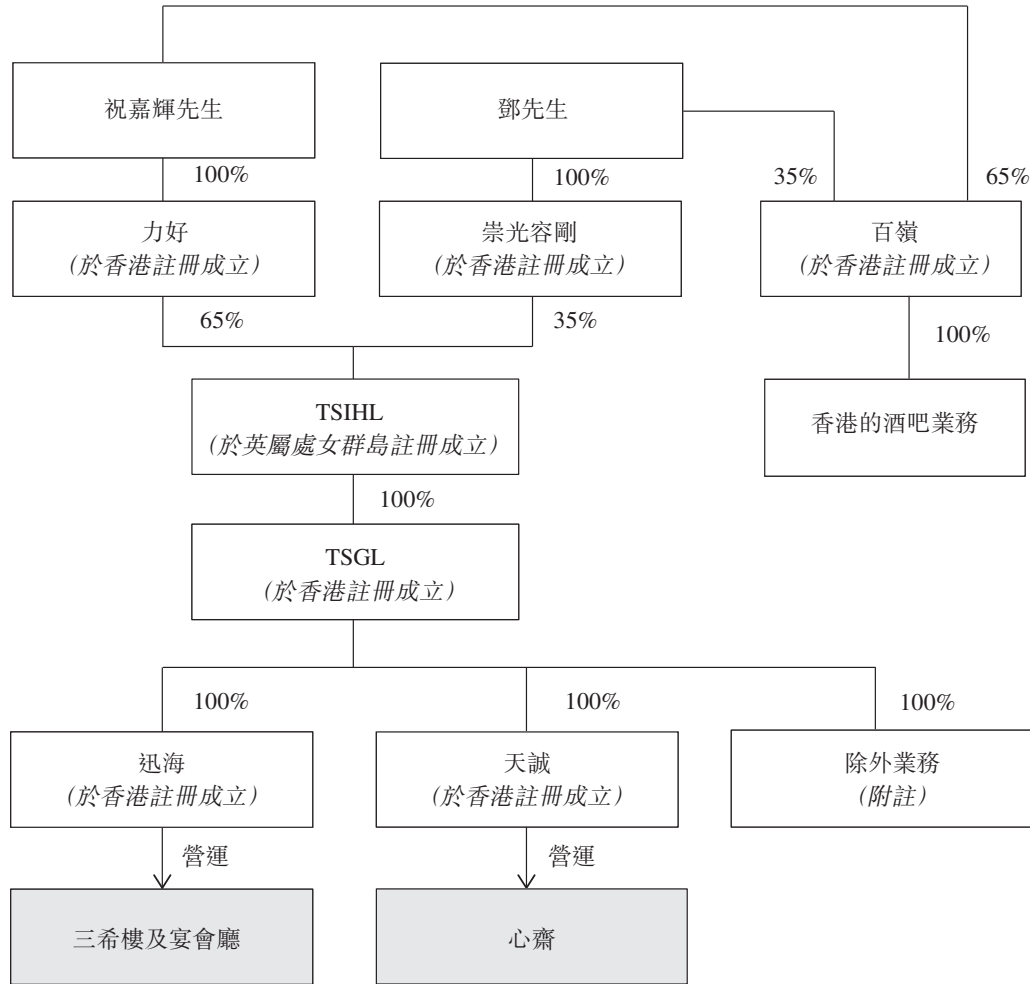 祝嘉輝先生
鄧先生
100%
100%
35%
65%
力好
(於香港註冊成立)
崇光容剛
(於香港註冊成立)
百嶺
(於香港註冊成立)
65%
35%
100%
TSIHL
(於英屬處女群島註冊成立)
香港的酒吧業務
100%
TSGL
(於香港註冊成立)
100%
100%
100%
迅海
(於香港註冊成立)
天誠
(於香港註冊成立)
除外業務
(附註)
營運
營運
三希樓及宴會廳
心齋